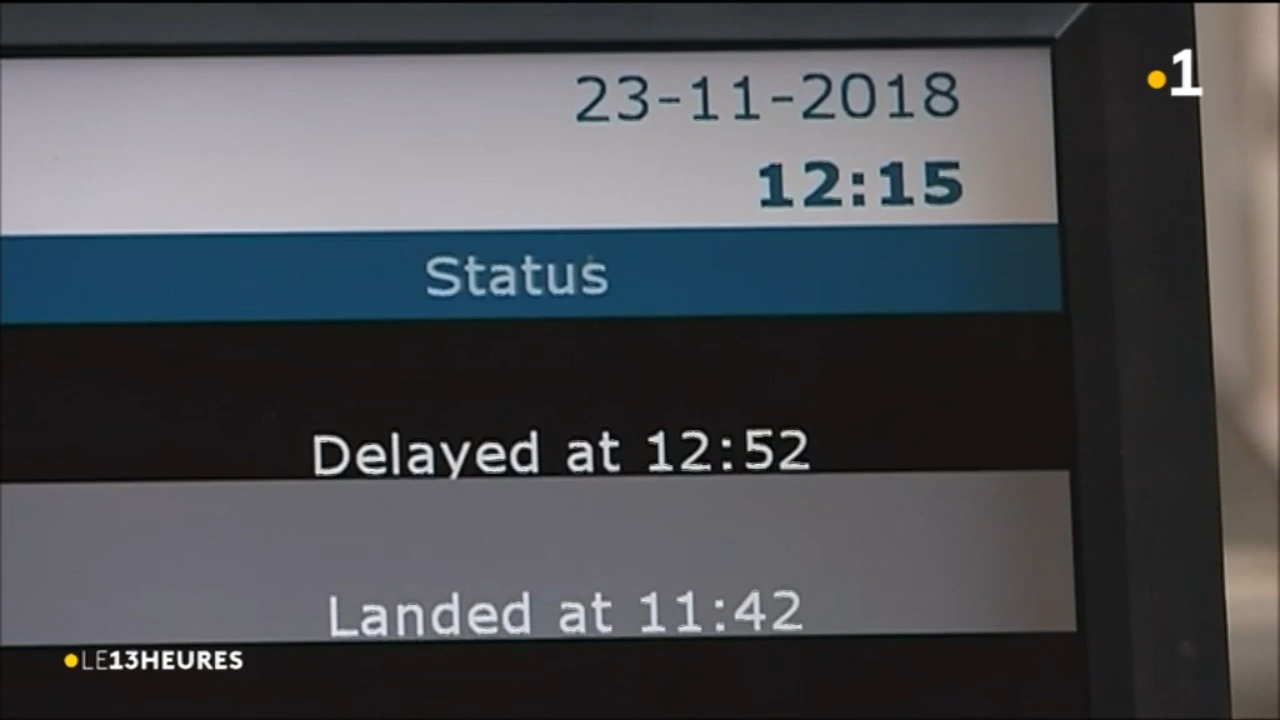 23-11-2018
1
12:15
Status
Delayed at 12:52
Landed at 11:42
LE13HEURES